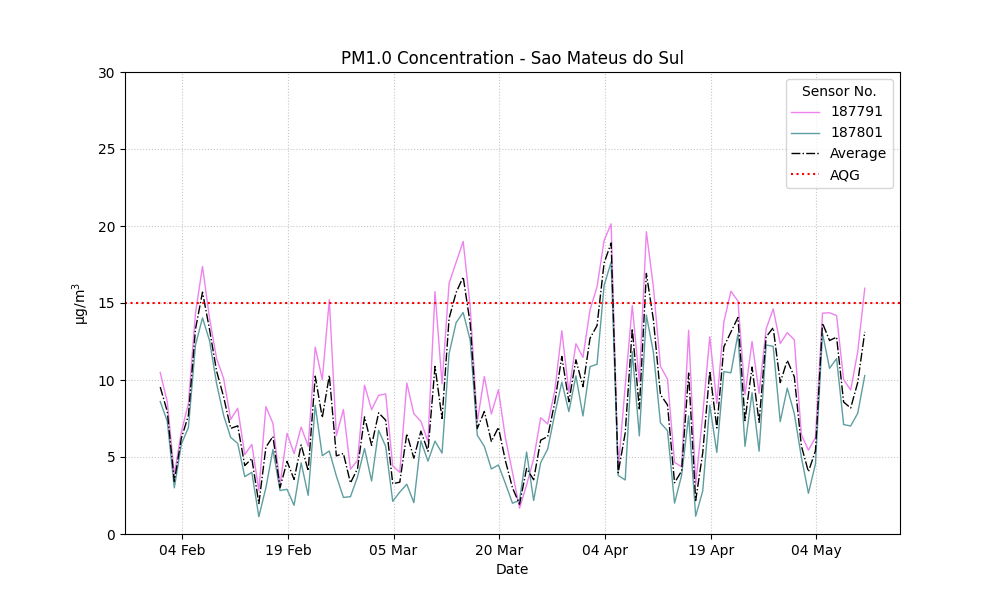 PM1.0 Concentration - Sao Mateus do Sul
30
25
20
15
10
5
0
µg/m³
Sensor No.
187791
187801
Average
AQG
04 Feb
19 Feb
05 Mar
20 Mar
04 Apr
19 Apr
04 May
Date